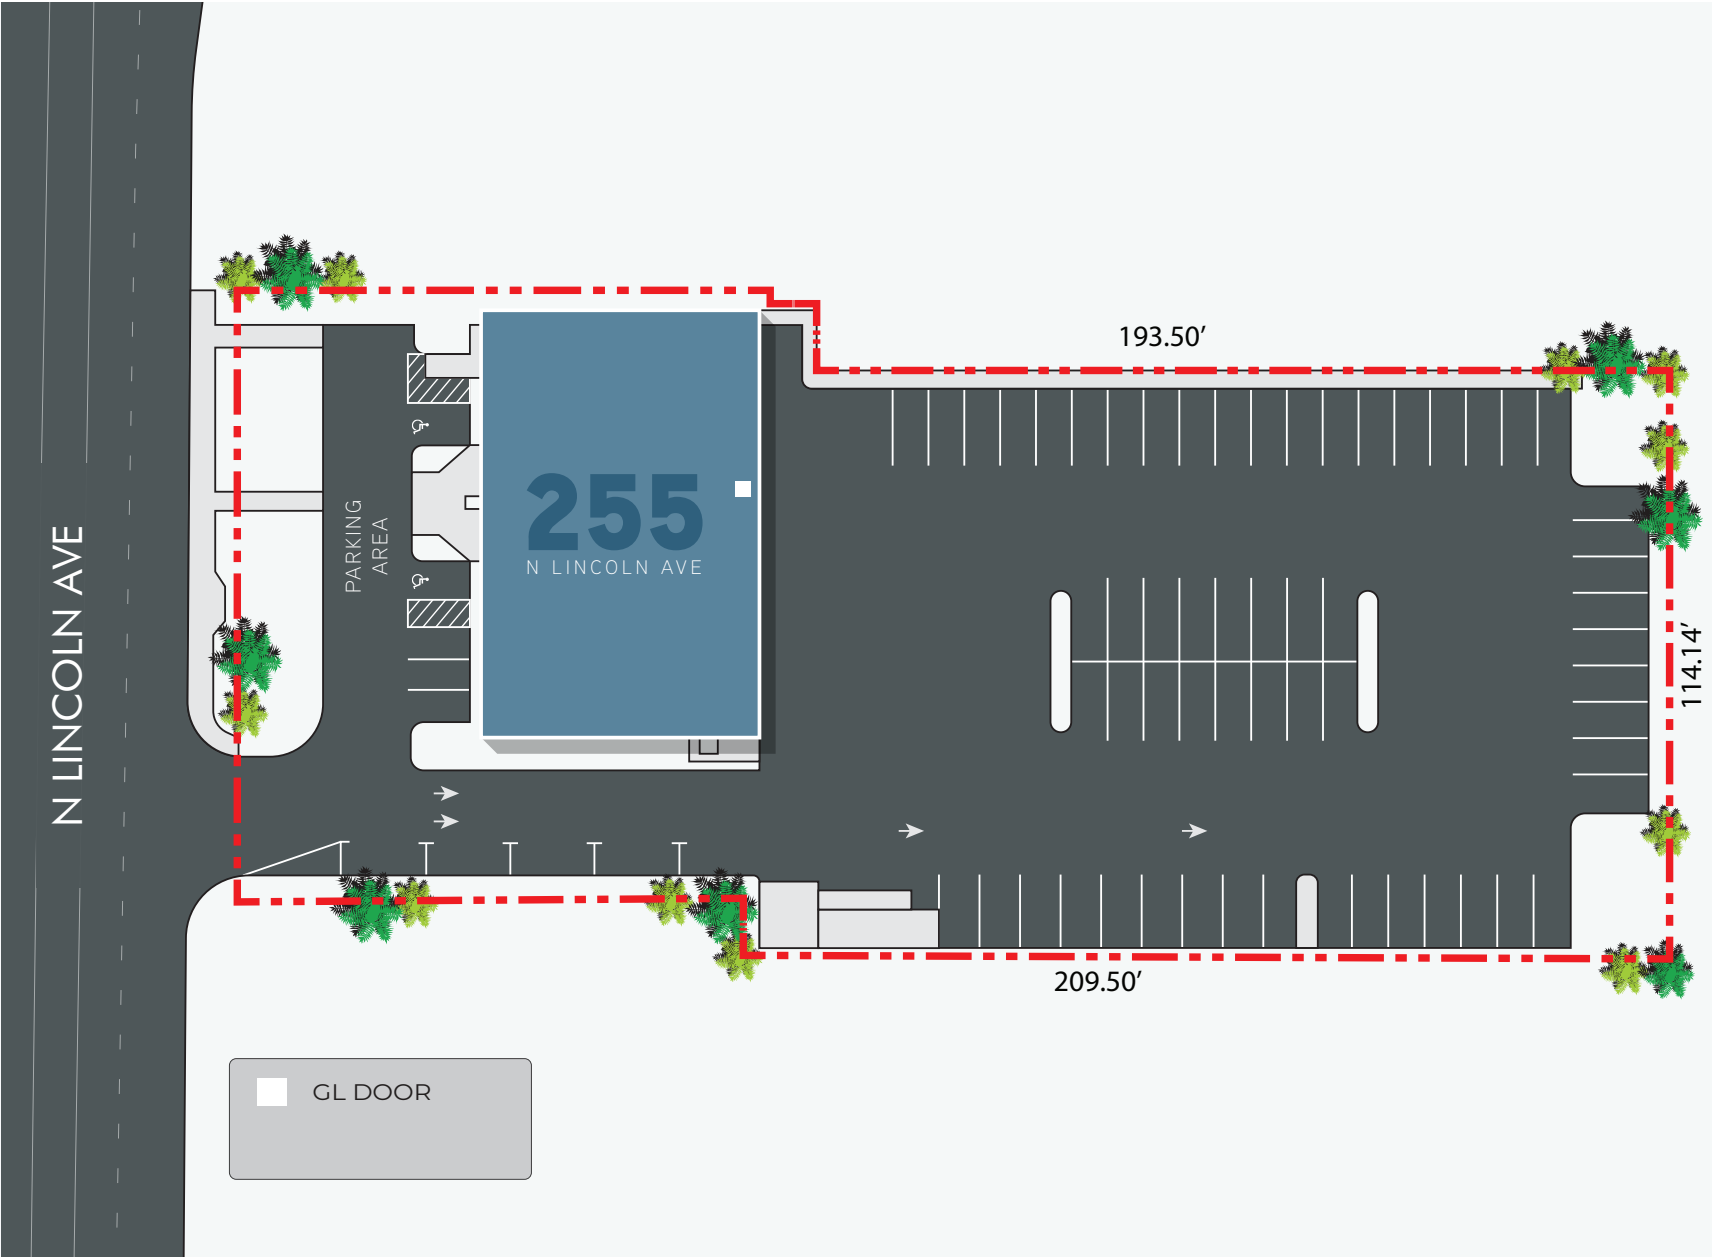 193.50’
N LINCOLN AVE
PARKING
AREA
255
N LINCOLN AVE
114.14’
209.50’
GL DOOR